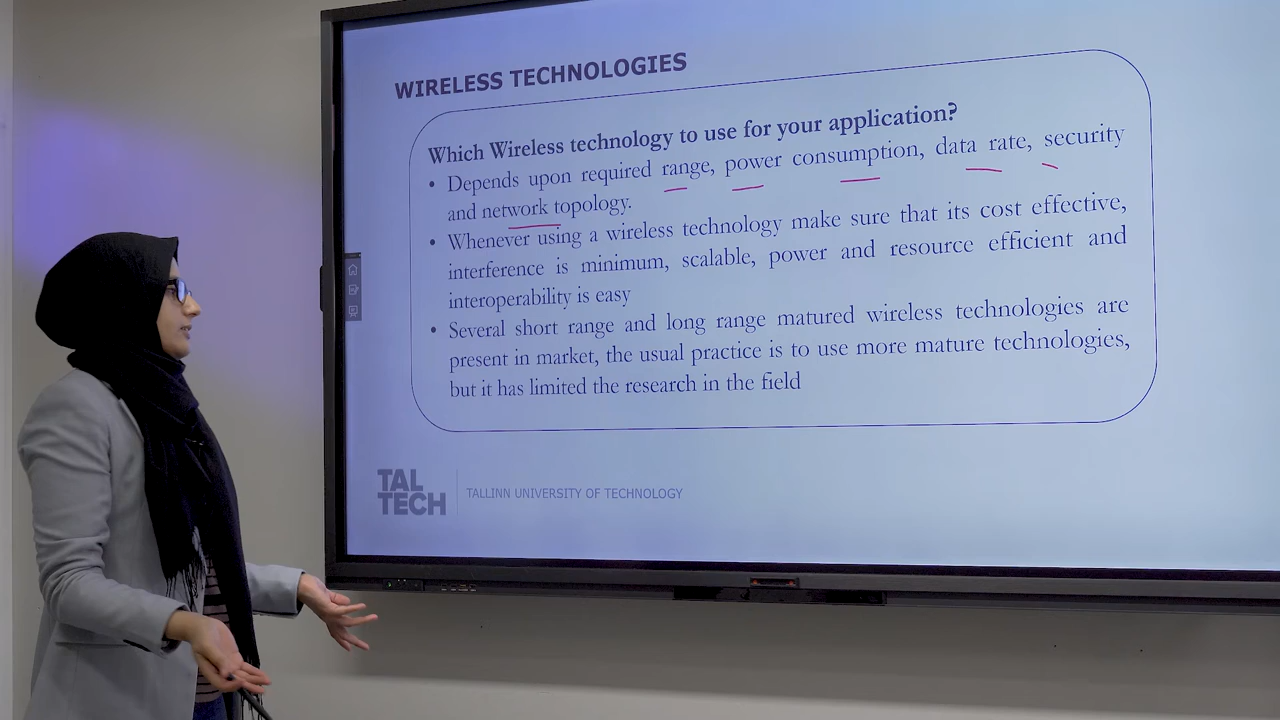 WIRELESS TECHNOLOGIES
Which Wireless technology to use for your application?
• Depends upon required range, power consumption, data rate, security
and network topology.
• Whenever using a wireless technology make sure that its cost effective,
interference is minimum, scalable, power and resource efficient and
interoperability is easy
• Several short range and long range matured wireless technologies are
present in market, the usual practice is to use more mature technologies,
but it has limited the research in the field
TAL
TECH
TALLINN UNIVERSITY OF TECHNOLOGY